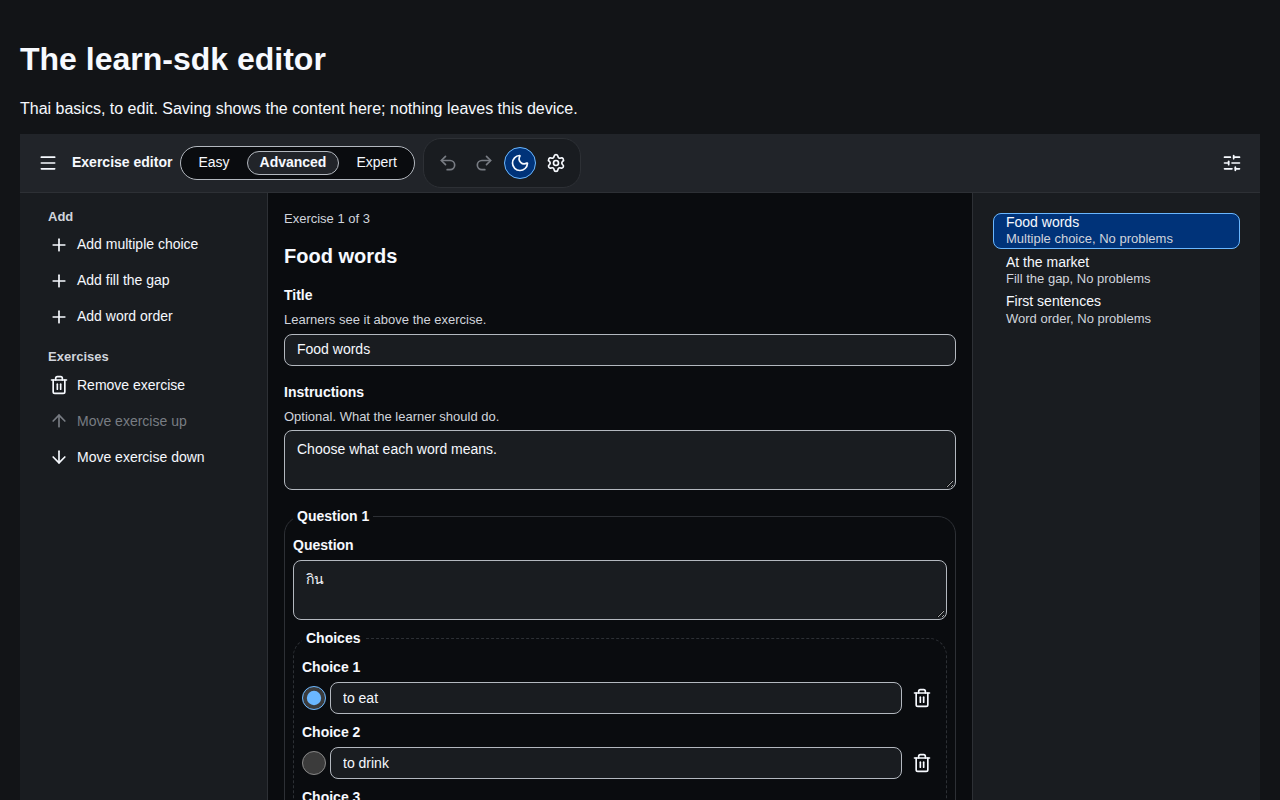 The learn-sdk editor
Thai basics, to edit. Saving shows the content here; nothing leaves this device.
Exercise editor
Easy
Advanced
Expert
Add
Add multiple choice
Add fill the gap
Add word order
Exercises
Remove exercise
Move exercise up
Move exercise down
Exercise 1 of 3
Food words
Title
Learners see it above the exercise.
Food words
Instructions
Optional. What the learner should do.
Choose what each word means.
Question 1
Question
กิน
Choices
Choice 1
to eat
Choice 2
to drink
Choice 3
Food words
Multiple choice, No problems
At the market
Fill the gap, No problems
First sentences
Word order, No problems